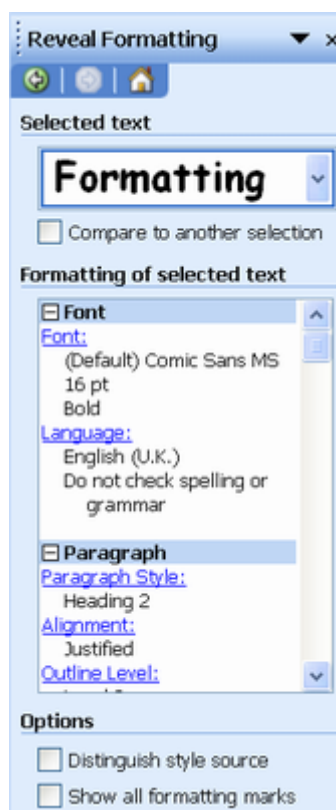 Reveal Formatting
Selected text
Formatting
Compare to another selection
Formatting of selected text
Font
Font:
(Default) Comic Sans MS
16 pt
Bold
Language:
English (U.K.)
Do not check spelling or
grammar
Paragraph
Paragraph Style:
Heading 2
Alignment:
Justified
Outline Level:
Options
Distinguish style source
Show all formatting marks